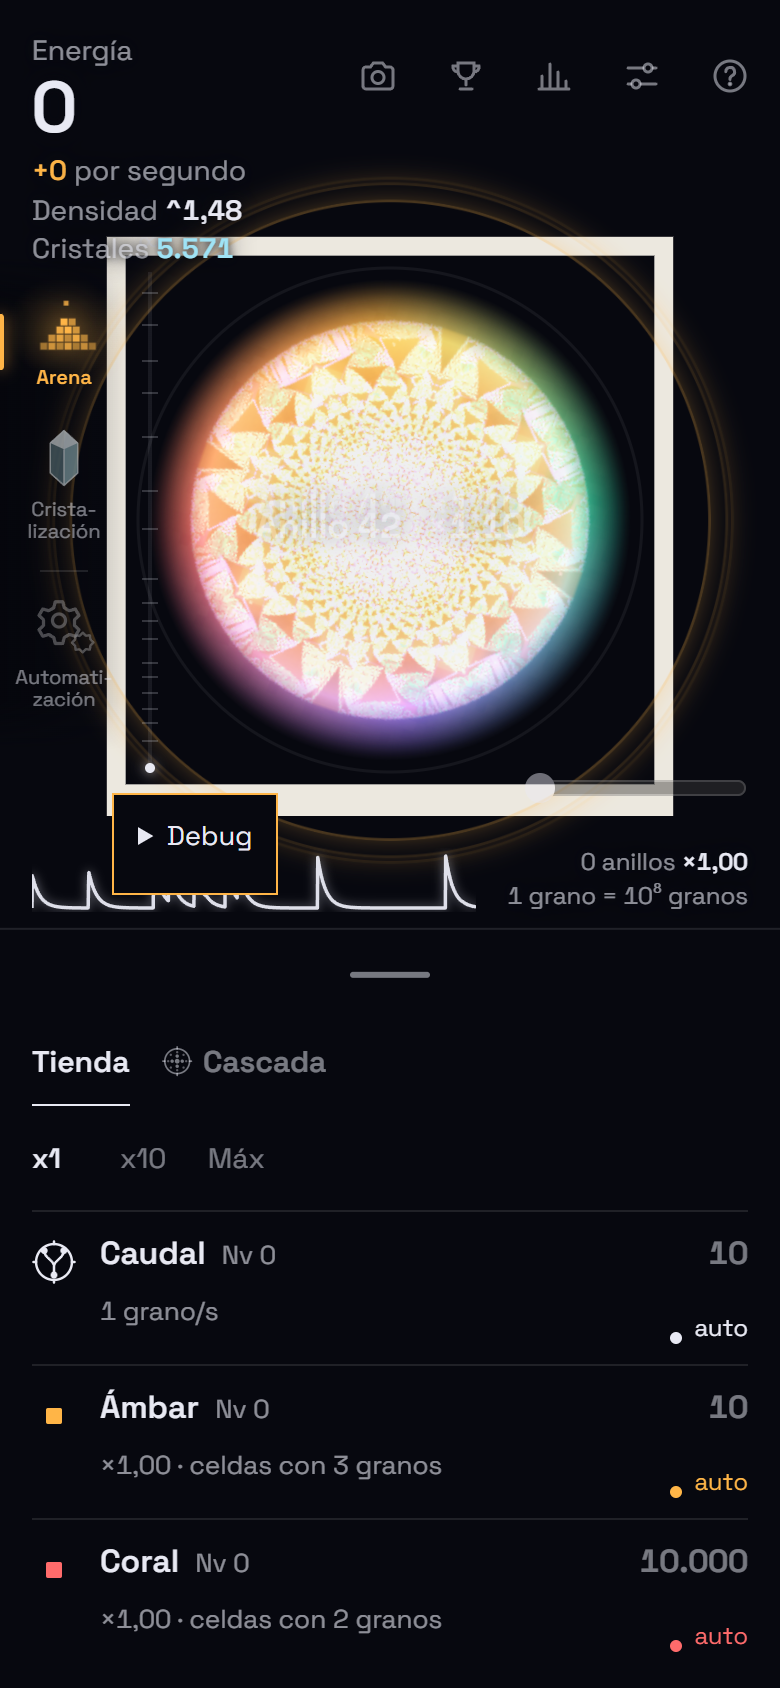 Energía
0
+0 por segundo
Densidad ^1,48
Cristales 5.571
Arena
Crista-
lización
Automati-
zación
Anillo 42
Debug
0 anillos ×1,00
1 grano = 10⁸ granos
Tienda
Cascada
x1 x10 Máx
Caudal Nv 0 10
1 grano/s
auto
Ámbar Nv 0 10
×1,00 · celdas con 3 granos
auto
Coral Nv 0 10.000
×1,00 · celdas con 2 granos
auto